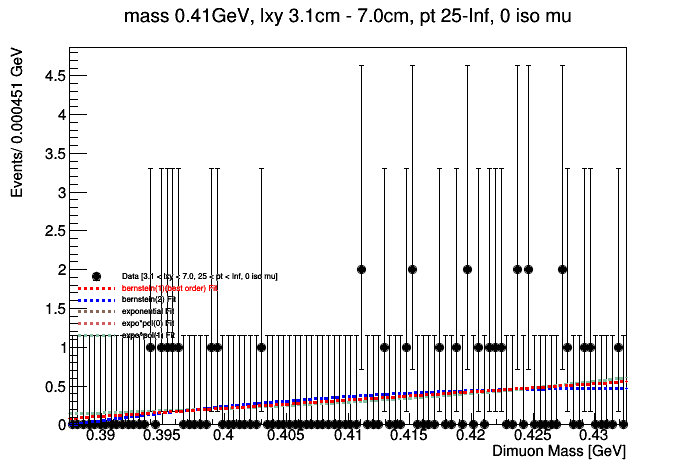 mass 0.41GeV, lxy 3.1cm - 7.0cm, pt 25-Inf, 0 iso mu
Events/ 0.000451 GeV
4.5
4
3.5
3
2.5
2
1.5
1
0.5
0
Data [3.1 < lxy < 7.0, 25 < pt < Inf, 0 iso mu]
bernstein(1)(best order) Fit
bernstein(2) Fit
exponential Fit
expo*pol(0) Fit
expo*pol(1) Fit
0.39 0.395 0.4 0.405 0.41 0.415 0.42 0.425 0.43
Dimuon Mass [GeV]